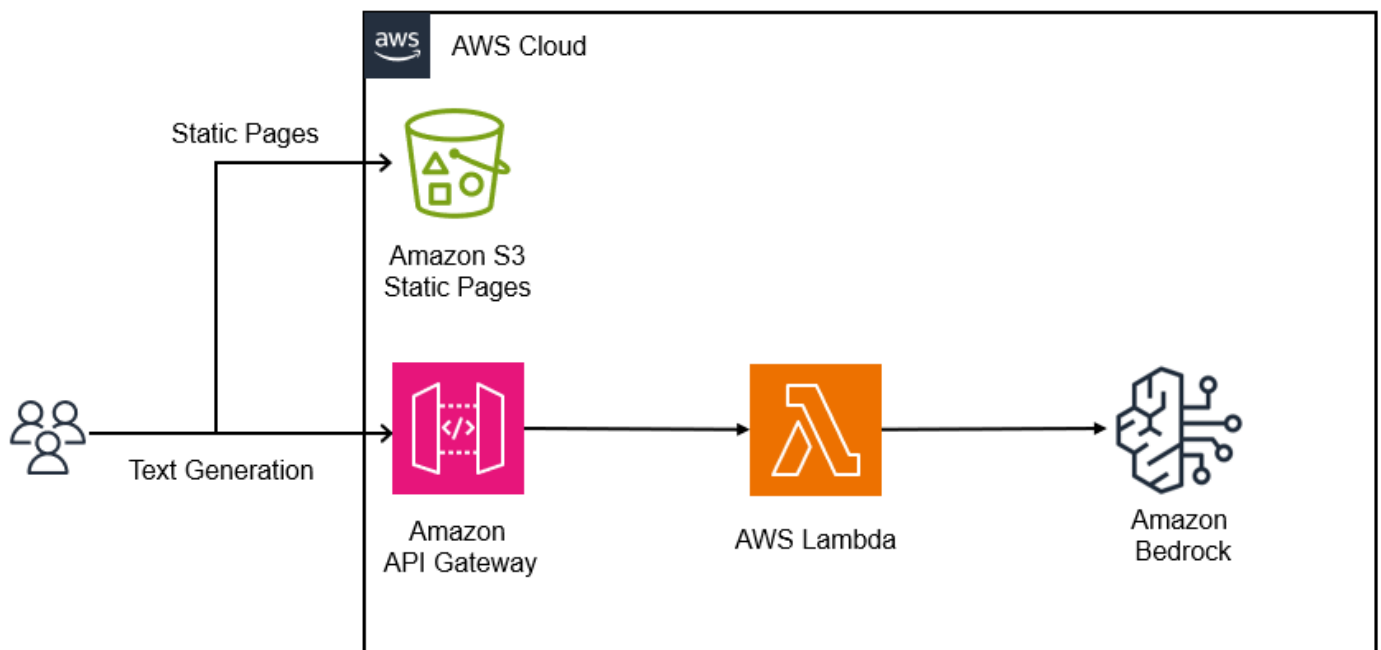 aws
AWS Cloud
Static Pages
Amazon S3
Static Pages
Text Generation
</>
Amazon
API Gateway
AWS Lambda
Amazon
Bedrock